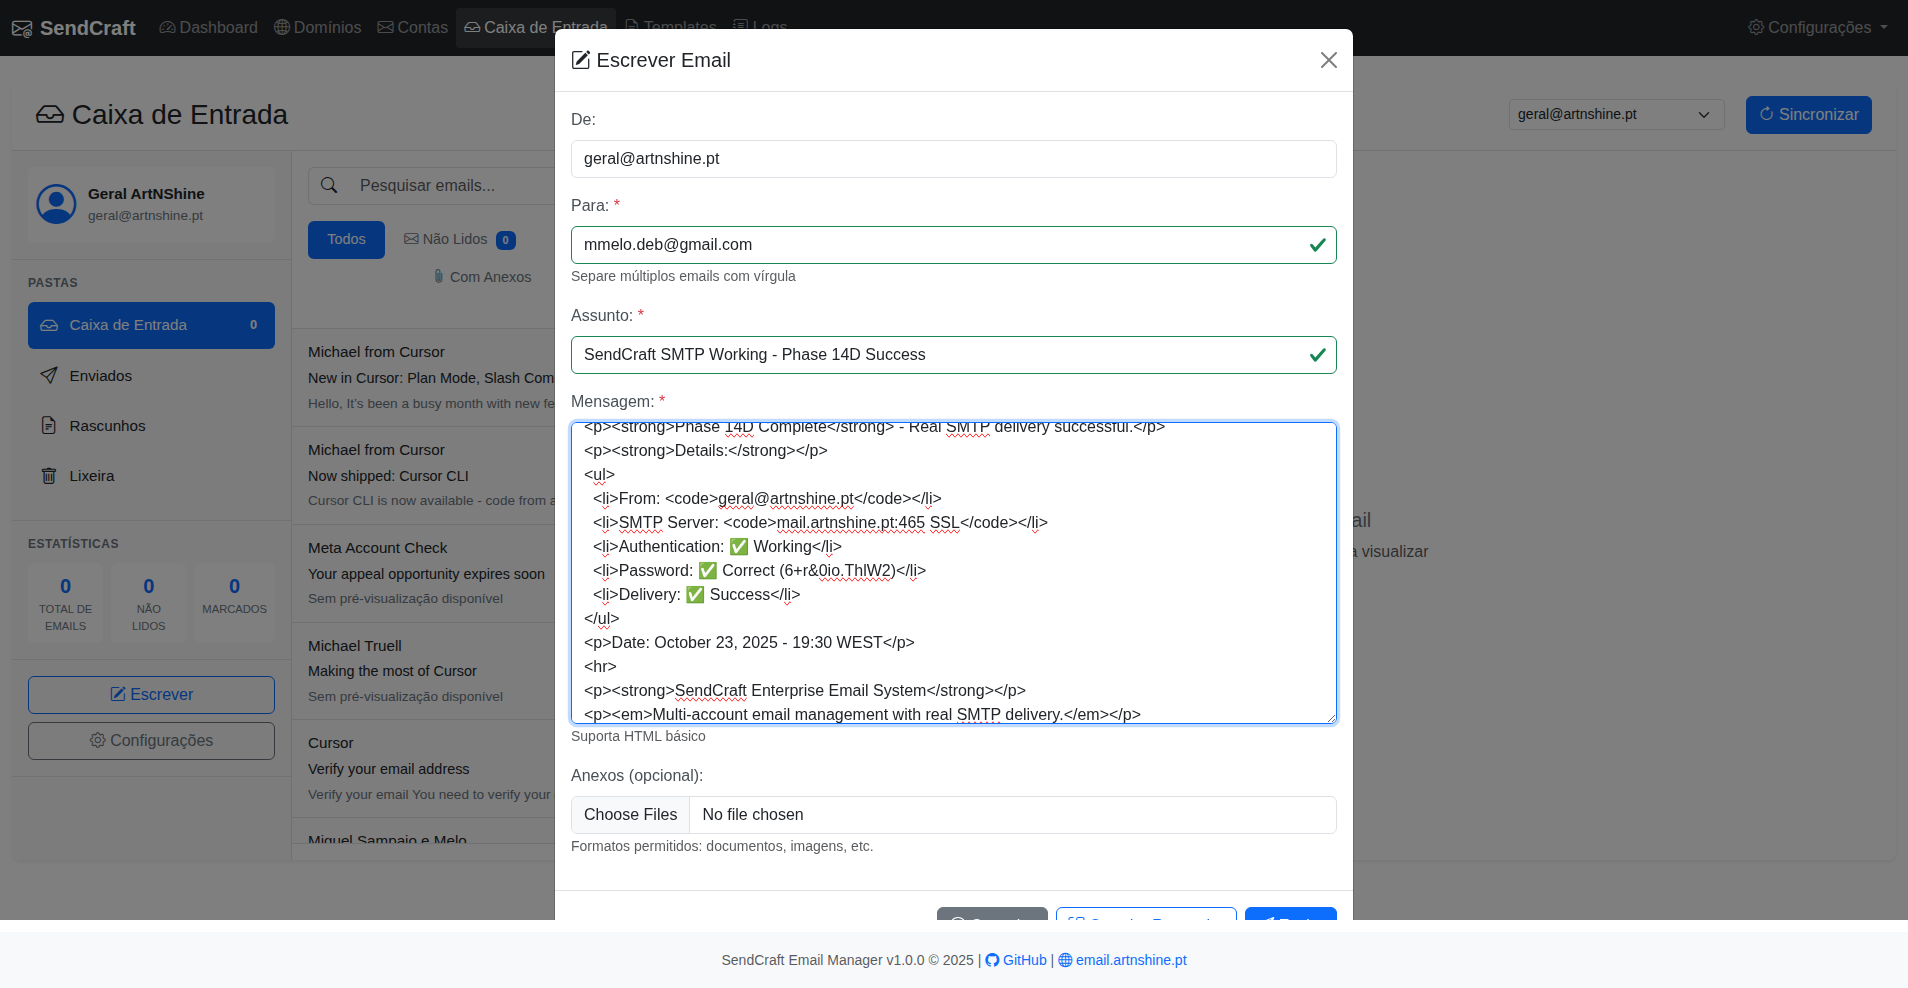 SendCraft
Dashboard
Domínios
Contas
Caixa de Entrada
Templates
Logs
Configurações
Caixa de Entrada
geral@artnshine.pt
Sincronizar
Geral ArtNShine
geral@artnshine.pt
PASTAS
Caixa de Entrada 0
Enviados
Rascunhos
Lixeira
ESTATÍSTICAS
0 0 0
TOTAL DE EMAILS
NÃO LIDOS
MARCADOS
Escrever
Configurações
Pesquisar emails...
Todos
Não Lidos 0
Com Anexos
Michael from Cursor
New in Cursor: Plan Mode, Slash Com
Hello, It's been a busy month with new fe
Michael from Cursor
Now shipped: Cursor CLI
Cursor CLI is now available - code from a
Meta Account Check
Your appeal opportunity expires soon
Sem pré-visualização disponível
Michael Truell
Making the most of Cursor
Sem pré-visualização disponível
Cursor
Verify your email address
Verify your email You need to verify your
Miguel Sampaio e Melo
Escrever Email
De:
geral@artnshine.pt
Para: *
mmelo.deb@gmail.com
Separe múltiplos emails com vírgula
Assunto: *
SendCraft SMTP Working - Phase 14D Success
Mensagem: *
<p><strong>Phase 14D Complete</strong> - Real SMTP delivery successful.</p>
<p><strong>Details:</strong></p>
<ul>
<li>From: <code>geral@artnshine.pt</code></li>
<li>SMTP Server: <code>mail.artnshine.pt:465 SSL</code></li>
<li>Authentication: ✅ Working</li>
<li>Password: ✅ Correct (6+r&0io.ThlW2)</li>
<li>Delivery: ✅ Success</li>
</ul>
<p>Date: October 23, 2025 - 19:30 WEST</p>
<hr>
<p><strong>SendCraft Enterprise Email System</strong></p>
<p><em>Multi-account email management with real SMTP delivery.</em></p>
Suporta HTML básico
Anexos (opcional):
Choose Files No file chosen
Formatos permitidos: documentos, imagens, etc.
ail
a visualizar
SendCraft Email Manager v1.0.0 © 2025 | GitHub | email.artnshine.pt